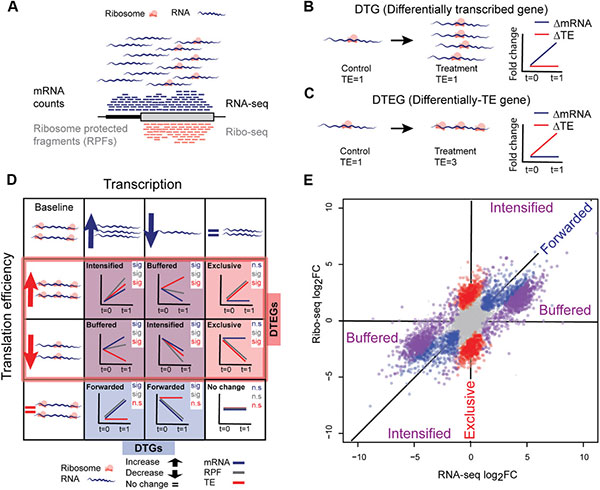 A
Ribosome
RNA
mRNA
counts
RNA-seq
Ribosome protected
fragments (RPFs)
Ribo-seq
B
DTG (Differentially transcribed gene)
Control
TE=1
Treatment
TE=1
Fold change
ΔmRNA
ΔTE
t=0 t=1
C
DTEG (Differentially-TE gene)
Control
TE=1
Treatment
TE=3
Fold change
ΔmRNA
ΔTE
t=0 t=1
D
Transcription
Translation efficiency
Baseline
=
Intensified
sig
sig
sig
t=0 t=1
Buffered
sig
sig
sig
t=0 t=1
Exclusive
n.s
sig
sig
t=0 t=1
Buffered
sig
sig
sig
t=0 t=1
Intensified
sig
sig
sig
t=0 t=1
Exclusive
n.s
sig
sig
t=0 t=1
DTEGs
=
Forwarded
sig
sig
n.s
t=0 t=1
Forwarded
sig
sig
n.s
t=0 t=1
No change
n.s
n.s
n.s
t=0 t=1
DTGs
Ribosome
RNA
Increase
Decrease
No change =
mRNA
RPF
TE
E
Intensified
Forwarded
Buffered
Buffered
Intensified
Exclusive
Ribo-seq log2FC
10
5
0
-5
-10 -5 0 5 10
RNA-seq log2FC